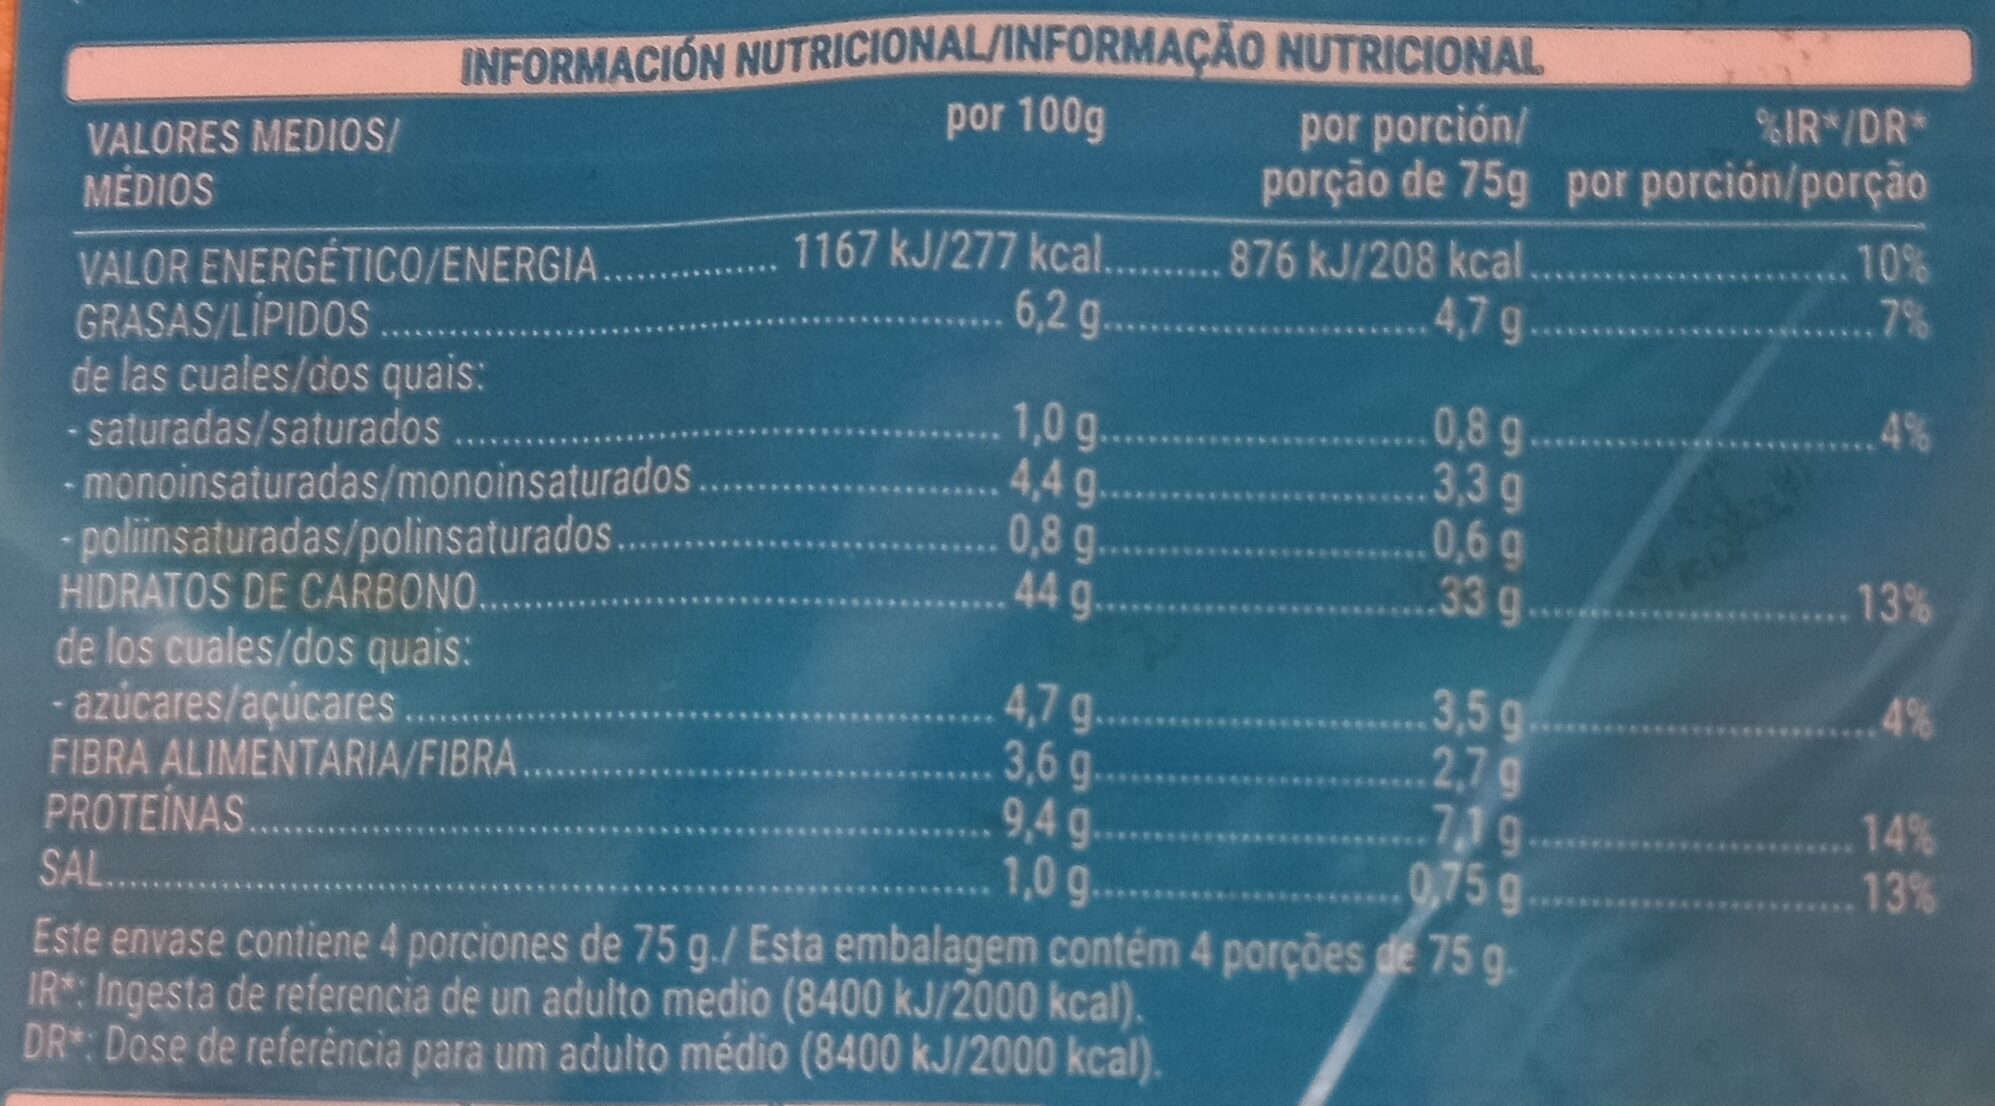 INFORMACIÓN NUTRICIONAL/INFORMAÇÃO NUTRICIONAL
VALORES MEDIOS/ por 100g por porción/ %IR*/DR*
MÉDIOS porção de 75g por porción/porção
VALOR ENERGÉTICO/ENERGIA 1167 kJ/277 kcal 876 kJ/208 kcal 10%
GRASAS/LÍPIDOS 6,2 g 4,7 g 7%
de las cuales/dos quais:
- saturadas/saturados 1,0 g 0,8 g 4%
- monoinsaturadas/monoinsaturados 4,4 g 3,3 g
- poliinsaturadas/polinsaturados 0,8 g 0,6 g
HIDRATOS DE CARBONO 44 g 33 g 13%
de los cuales/dos quais:
- azúcares/açúcares 4,7 g 3,5 g 4%
FIBRA ALIMENTARIA/FIBRA 3,6 g 2,7 g
PROTEÍNAS 9,4 g 7,1 g 14%
SAL 1,0 g 0,75 g 13%
Este envase contiene 4 porciones de 75 g./ Esta embalagem contém 4 porções de 75 g.
IR*: Ingesta de referencia de un adulto medio (8400 kJ/2000 kcal).
DR*: Dose de referência para um adulto médio (8400 kJ/2000 kcal).